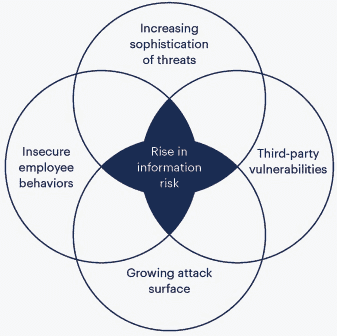 Increasing
sophistication
of threats
Insecure
employee
behaviors
Rise in
information
risk
Third-party
vulnerabilities
Growing attack
surface